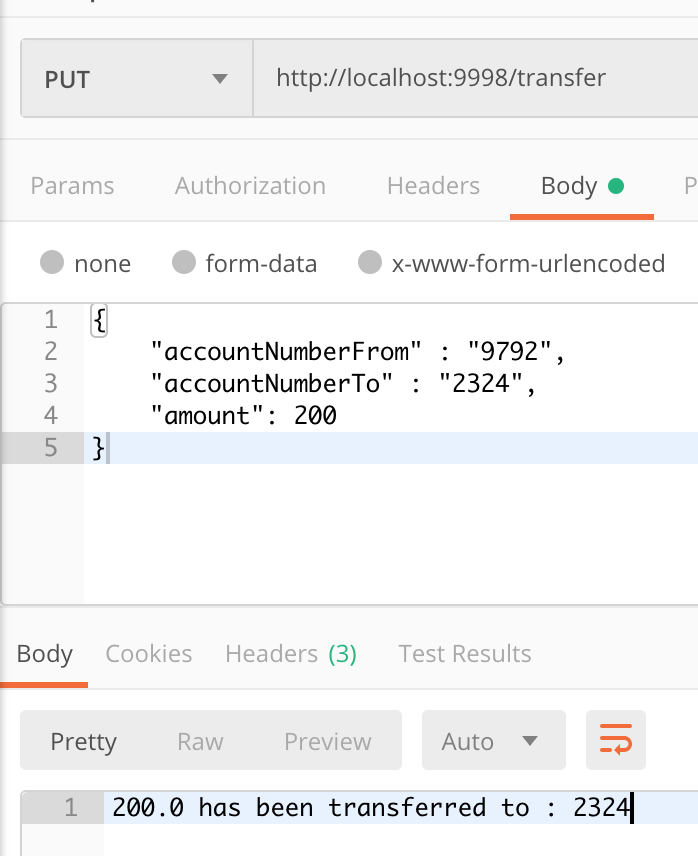 PUT http://localhost:9998/transfer
Params Authorization Headers Body P
none form-data x-www-form-urlencoded
1 {
2 "accountNumberFrom" : "9792",
3 "accountNumberTo" : "2324",
4 "amount": 200
5 }
Body Cookies Headers (3) Test Results
Pretty Raw Preview Auto
1 200.0 has been transferred to : 2324